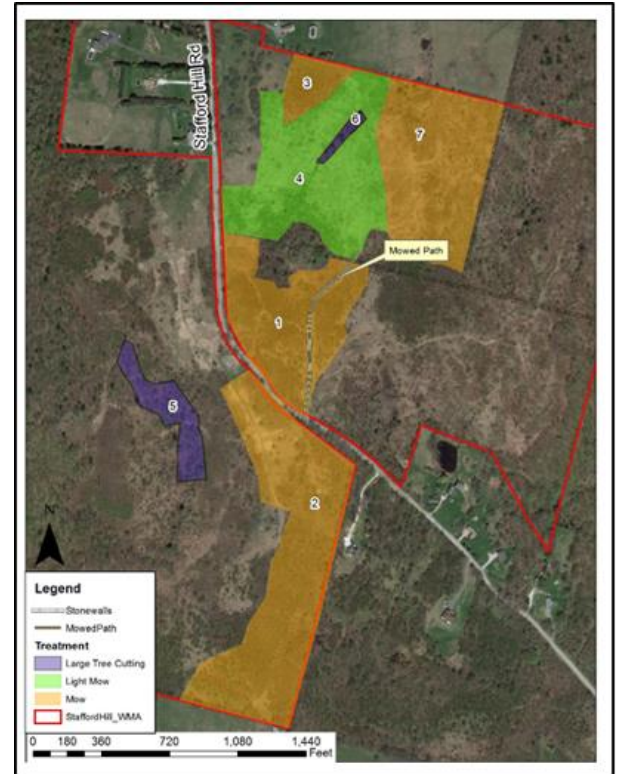 Stafford Hill Rd
3
6
7
4
Mowed Path
1
5
2
N
Legend
Stonewalls
MowedPath
Treatment
Large Tree Cutting
Light Mow
Mow
StaffordHill_WMA
0 180 360 720 1,080 1,440
Feet